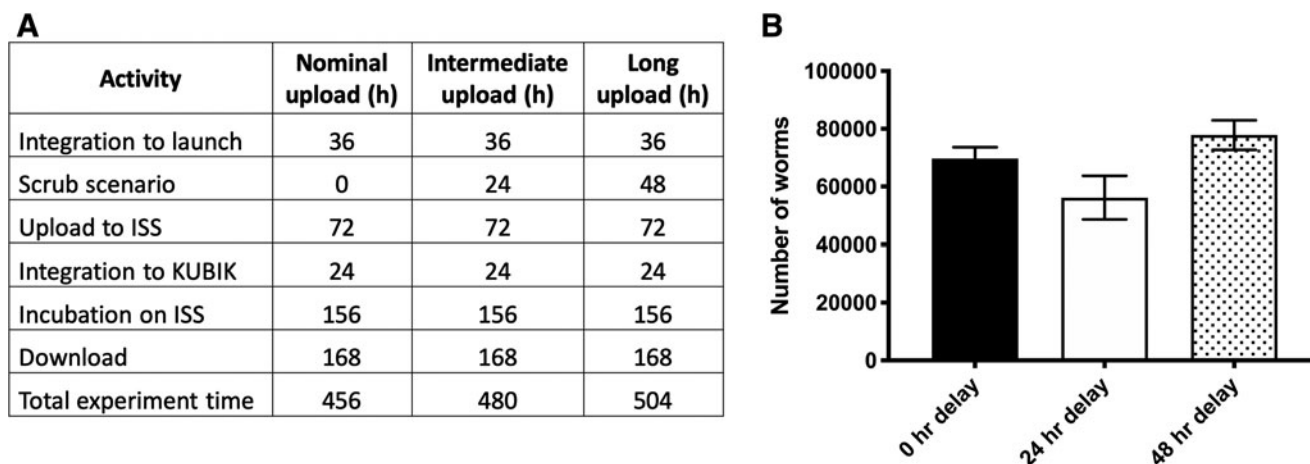 A
Activity Nominal upload (h) Intermediate upload (h) Long upload (h)
Integration to launch 36 36 36
Scrub scenario 0 24 48
Upload to ISS 72 72 72
Integration to KUBIK 24 24 24
Incubation on ISS 156 156 156
Download 168 168 168
Total experiment time 456 480 504
B
Number of worms
100000
80000
60000
40000
20000
0
0 hr delay
24 hr delay
48 hr delay